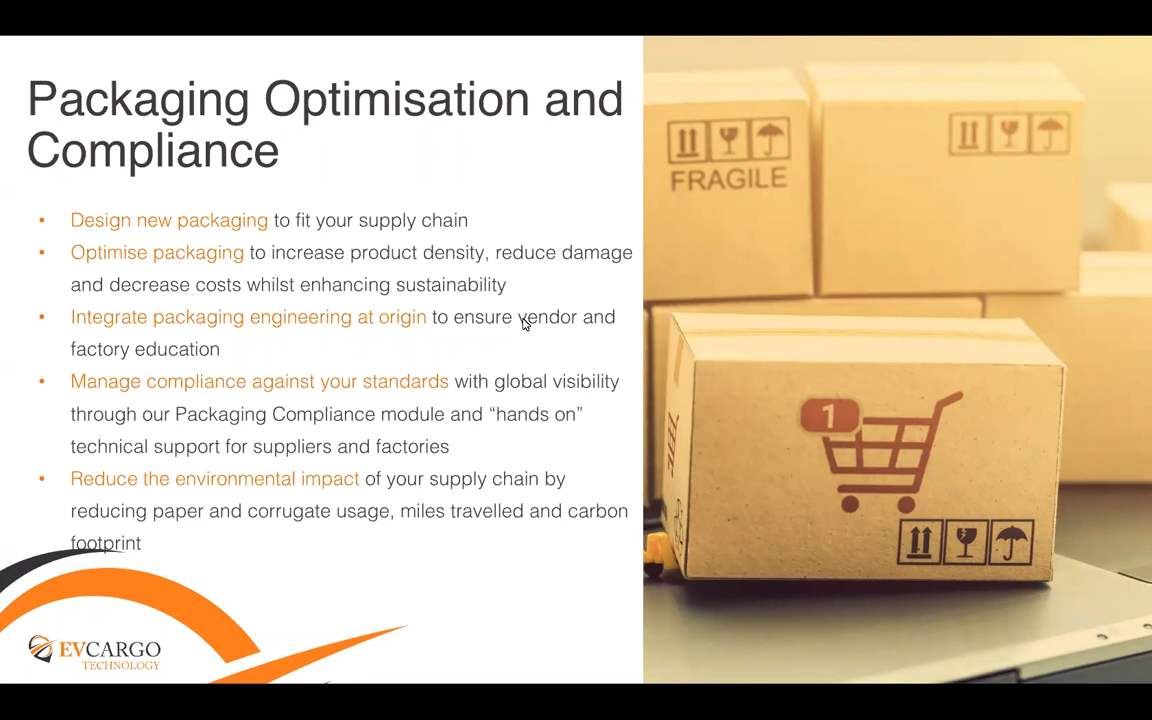 Packaging Optimisation and
Compliance
• Design new packaging to fit your supply chain
• Optimise packaging to increase product density, reduce damage
and decrease costs whilst enhancing sustainability
• Integrate packaging engineering at origin to ensure vendor and
factory education
• Manage compliance against your standards with global visibility
through our Packaging Compliance module and “hands on”
technical support for suppliers and factories
• Reduce the environmental impact of your supply chain by
reducing paper and corrugate usage, miles travelled and carbon
footprint
EVCARGO
TECHNOLOGY
FRAGILE
1